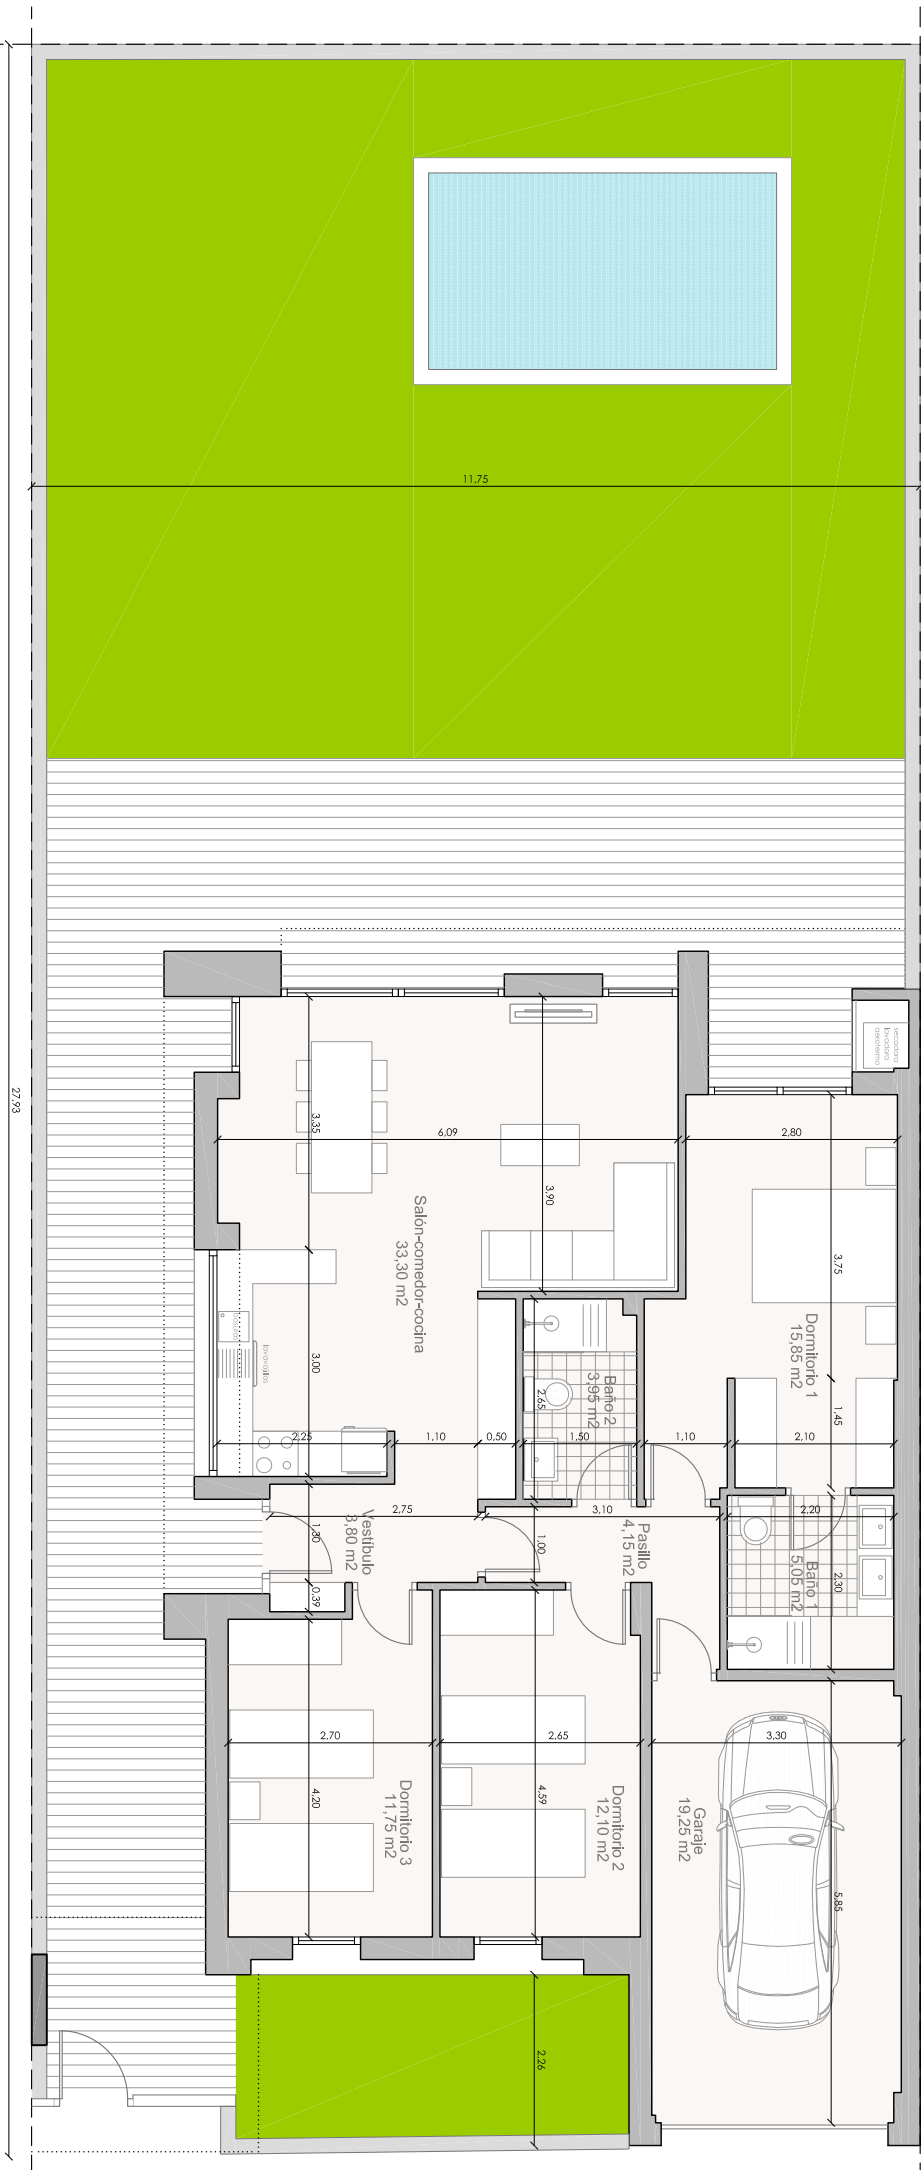 11,75
27,93
secadora
lavadora
aerotermo
6,09
2,80
3,35
3,90
3,75
Salón-comedor-cocina
33,30 m2
Dormitorio 1
15,85 m2
basuras
lavavajillas
3,00
Baño 2
3,95 m2
2,65
1,45
2,25
1,10
0,50
1,50
1,10
2,10
2,75
3,10
2,20
Vestíbulo
3,80 m2
1,30
1,00
Pasillo
4,15 m2
Baño 1
5,05 m2
2,30
0,39
2,70
2,65
3,30
4,20
Dormitorio 3
11,75 m2
4,59
Dormitorio 2
12,10 m2
Garaje
19,25 m2
5,85
2,26